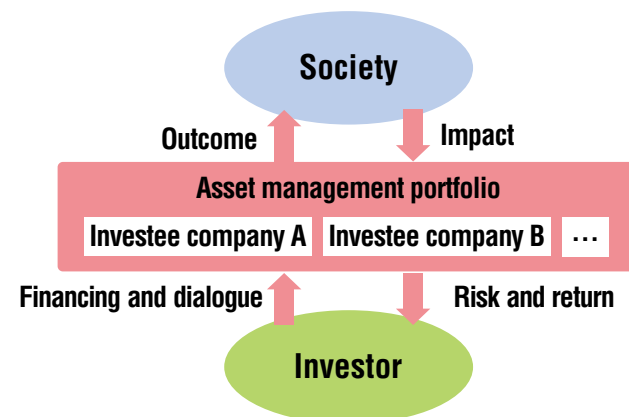 Society
Outcome
Impact
Asset management portfolio
Investee company A
Investee company B
...
Financing and dialogue
Risk and return
Investor